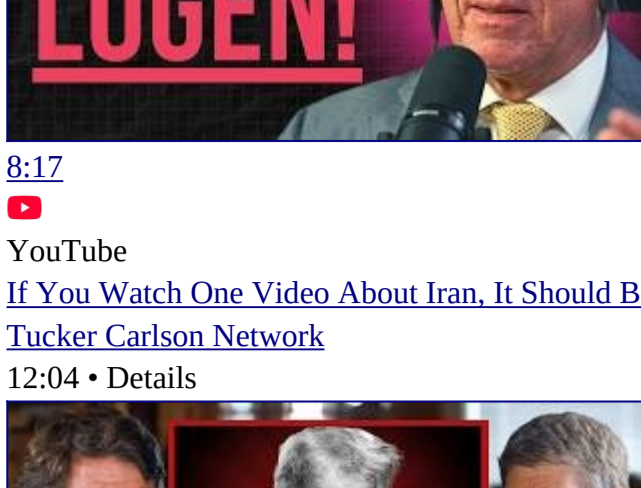 LÜGEN!
8:17
YouTube
If You Watch One Video About Iran, It Should
Tucker Carlson Network
12:04 • Details